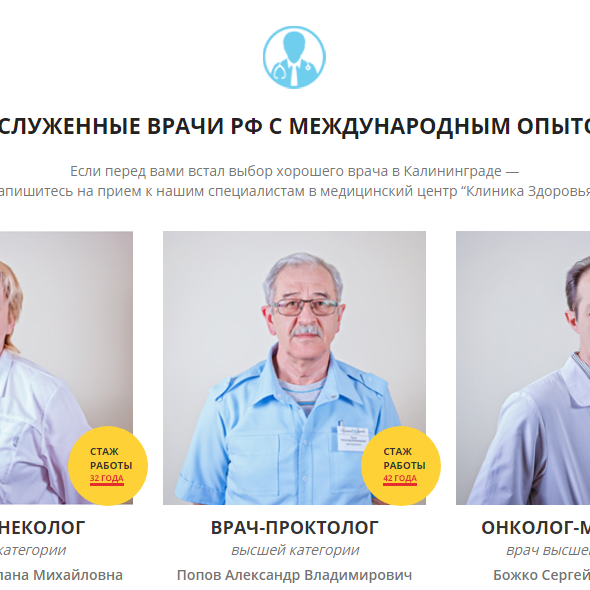 СЛУЖЕННЫЕ ВРАЧИ РФ С МЕЖДУНАРОДНЫМ ОПЫТО
Если перед вами встал выбор хорошего врача в Калининграде —
апишитесь на прием к нашим специалистам в медицинский центр “Клиника Здоровья
СТАЖ
РАБОТЫ
32 ГОДА
СТАЖ
РАБОТЫ
42 ГОДА
НЕКОЛОГ
категории
лана Михайловна
ВРАЧ-ПРОКТОЛОГ
высшей категории
Попов Александр Владимирович
ОНКОЛОГ-М
врач высше
Божко Сергей